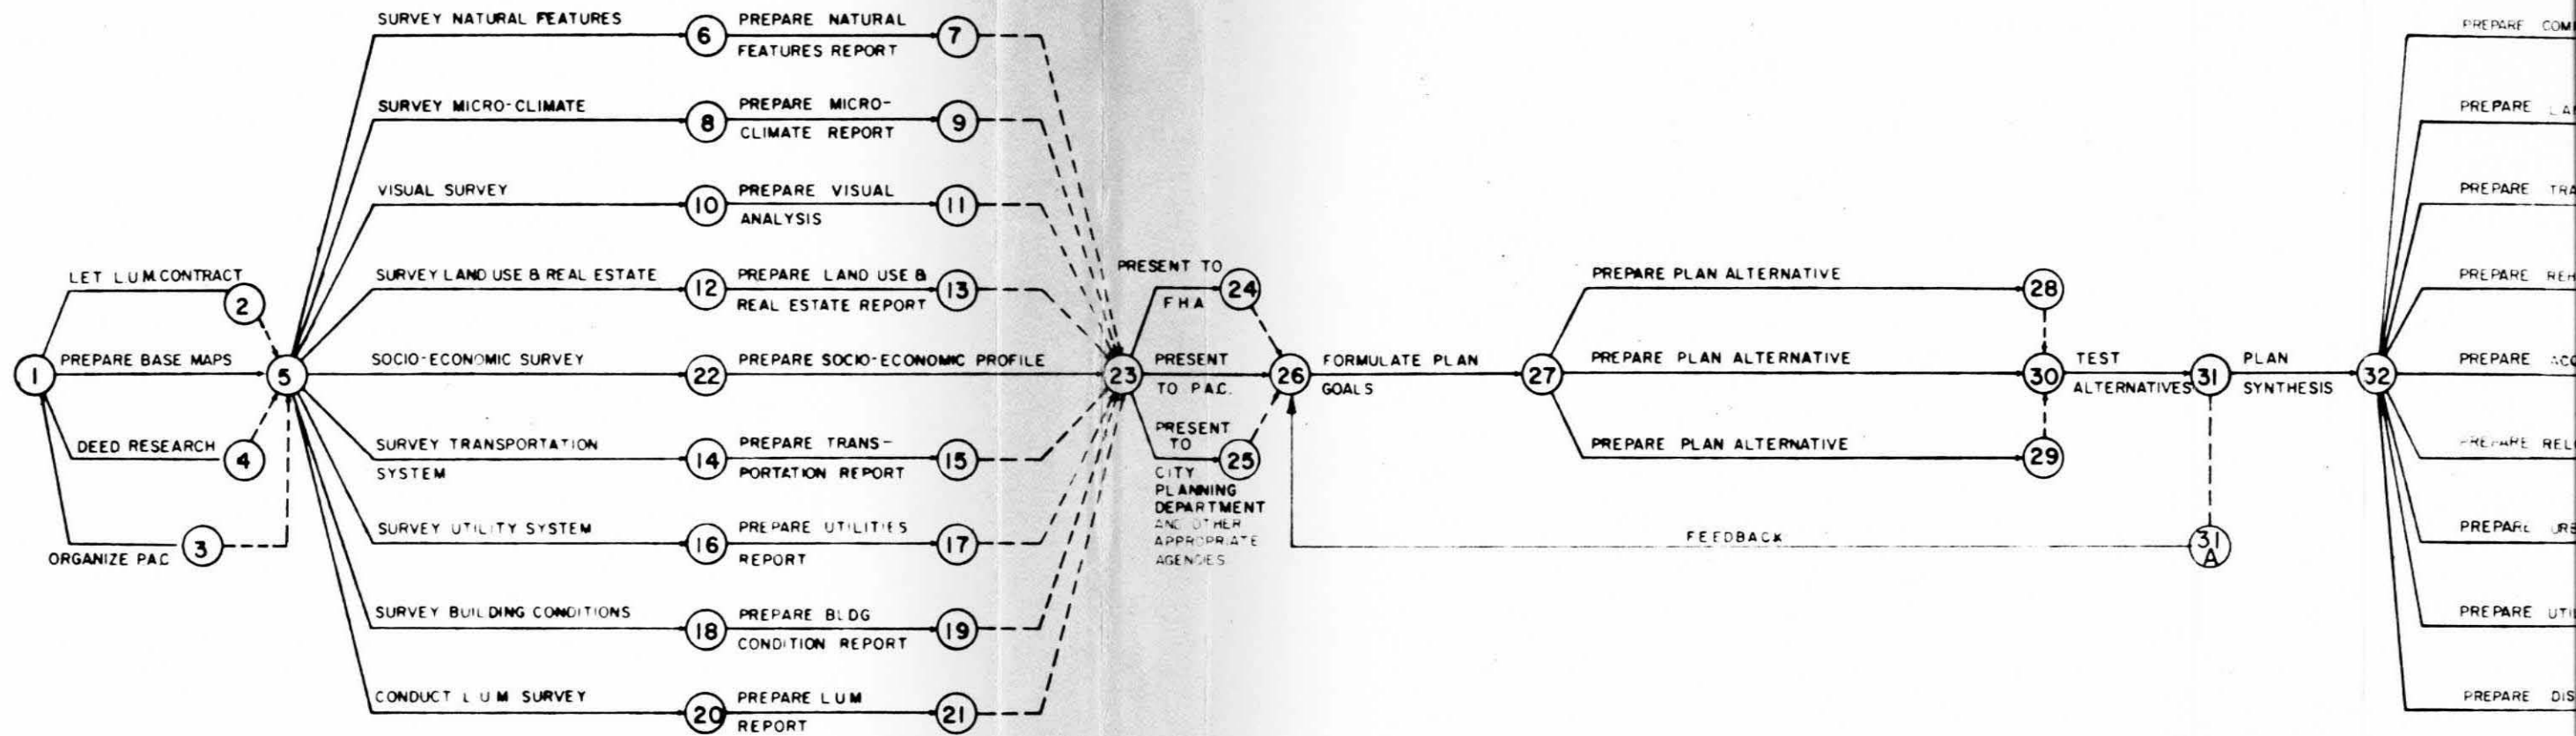 SURVEY NATURAL FEATURES
6
PREPARE NATURAL
FEATURES REPORT
7
SURVEY MICRO-CLIMATE
8
PREPARE MICRO-
CLIMATE REPORT
9
VISUAL SURVEY
10
PREPARE VISUAL
ANALYSIS
11
LET L.U.M. CONTRACT
2
SURVEY LAND USE & REAL ESTATE
12
PREPARE LAND USE &
REAL ESTATE REPORT
13
1
PREPARE BASE MAPS
5
SOCIO-ECONOMIC SURVEY
22
PREPARE SOCIO-ECONOMIC PROFILE
23
DEED RESEARCH
4
SURVEY TRANSPORTATION
SYSTEM
14
PREPARE TRANS-
PORTATION REPORT
15
ORGANIZE PAC
3
SURVEY UTILITY SYSTEM
16
PREPARE UTILITIES
REPORT
17
SURVEY BUILDING CONDITIONS
18
PREPARE BLDG
CONDITION REPORT
19
CONDUCT L U M SURVEY
20
PREPARE L U M
REPORT
21
PRESENT TO
FHA
24
PRESENT
TO P.A.C.
26
PRESENT
TO
CITY
PLANNING
DEPARTMENT
AND OTHER
APPROPRIATE
AGENCIES
25
FORMULATE PLAN
GOALS
27
PREPARE PLAN ALTERNATIVE
28
PREPARE PLAN ALTERNATIVE
30
PREPARE PLAN ALTERNATIVE
29
TEST
ALTERNATIVES
31
PLAN
SYNTHESIS
32
FEEDBACK
31
A
PREPARE COM
PREPARE
PREPARE TRA
PREPARE REH
PREPARE
PREPARE REL
PREPARE URB
PREPARE UTI
PREPARE DIS